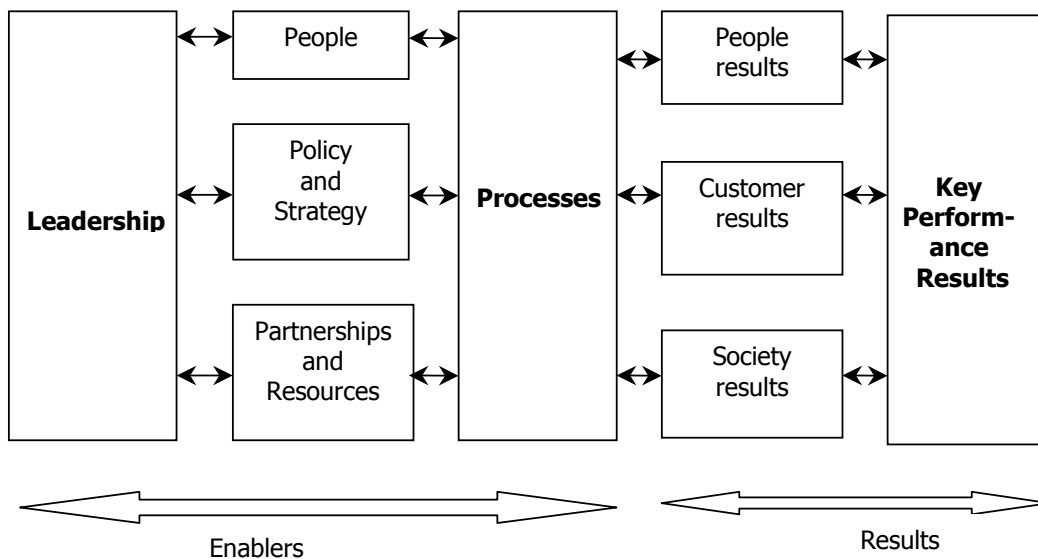 Leadership
People
Policy
and
Strategy
Partnerships
and
Resources
Processes
People
results
Customer
results
Society
results
Key
Perform-
ance
Results
Enablers
Results